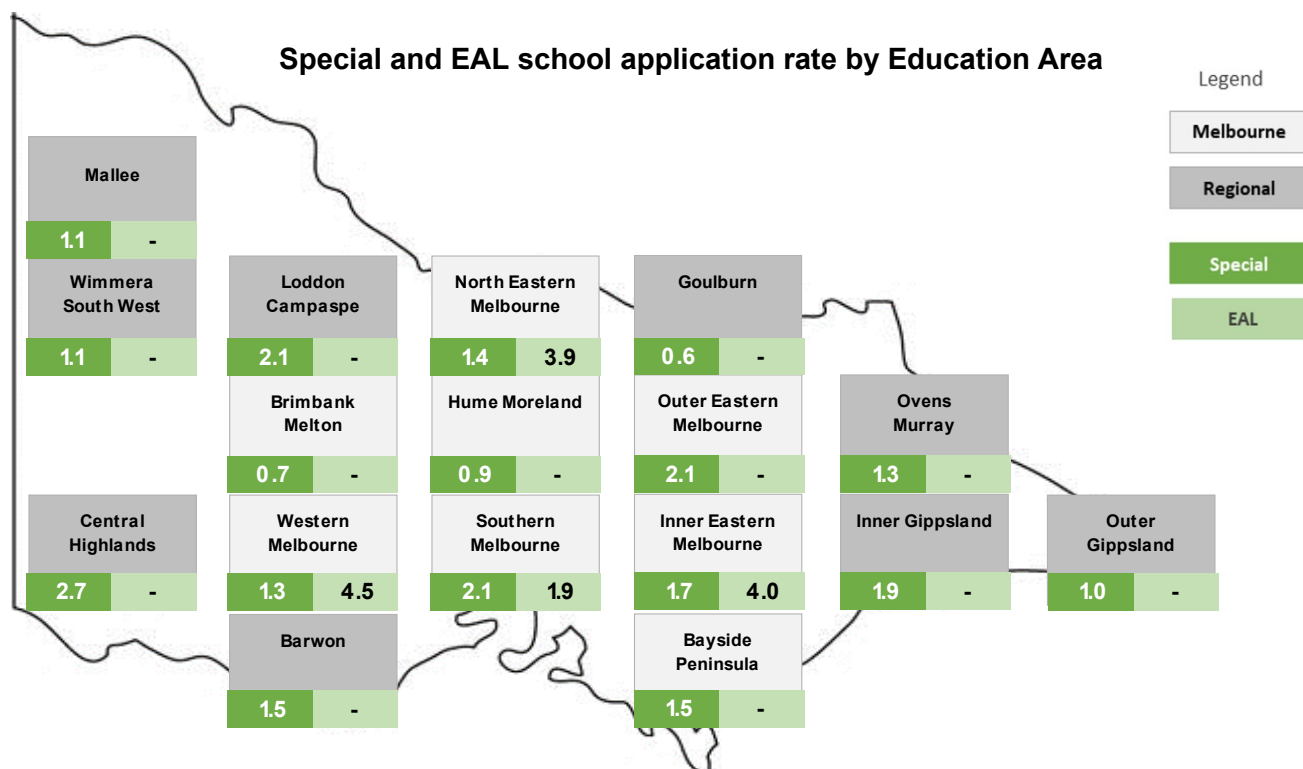 Special and EAL school application rate by Education Area
Legend
Melbourne
Regional
Special
EAL
Mallee
1.1 -
Wimmera
South West
1.1 -
Loddon
Campaspe
2.1 -
North Eastern
Melbourne
1.4 3.9
Goulburn
0.6 -
Brimbank
Melton
0.7 -
Hume Moreland
0.9 -
Outer Eastern
Melbourne
2.1 -
Ovens
Murray
1.3 -
Central
Highlands
2.7 -
Western
Melbourne
1.3 4.5
Southern
Melbourne
2.1 1.9
Inner Eastern
Melbourne
1.7 4.0
Inner Gippsland
1.9 -
Outer
Gippsland
1.0 -
Barwon
1.5 -
Bayside
Peninsula
1.5 -